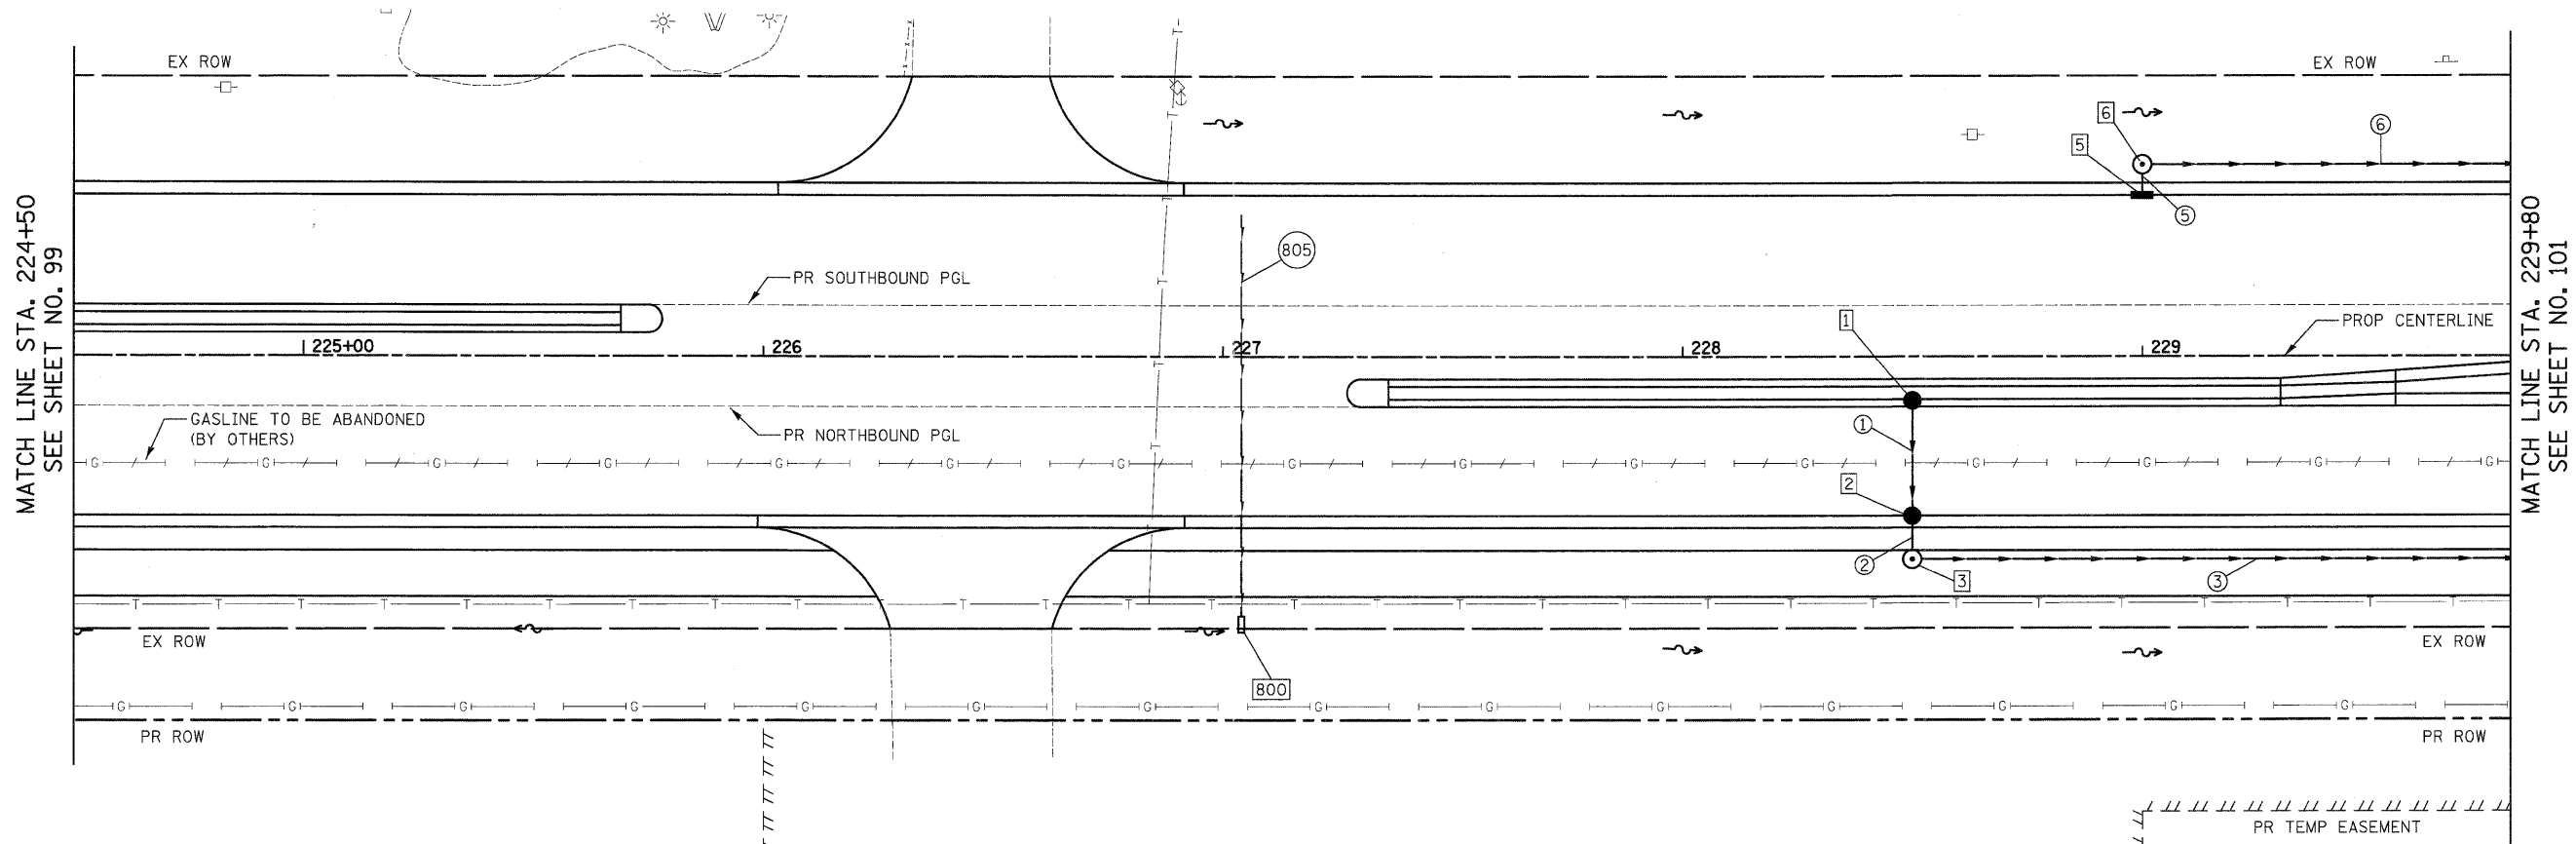 EX ROW
EX ROW
6
6
5
5
MATCH LINE STA. 224+50
SEE SHEET NO. 99
MATCH LINE STA. 229+80
SEE SHEET NO. 101
T
T
T
T
T
T
T
805
PR SOUTHBOUND PGL
1
PROP CENTERLINE
225+00
226
227
228
229
GASLINE TO BE ABANDONED
(BY OTHERS)
PR NORTHBOUND PGL
1
G G G G G G G G G G G G G G G
2
2
3
3
T T T T T T T T T T T T T T T T T T T T T T T T T T T T T
EX ROW
EX ROW
800
G G G G G G G G G G G G G G
PR ROW
PR ROW
PR TEMP EASEMENT